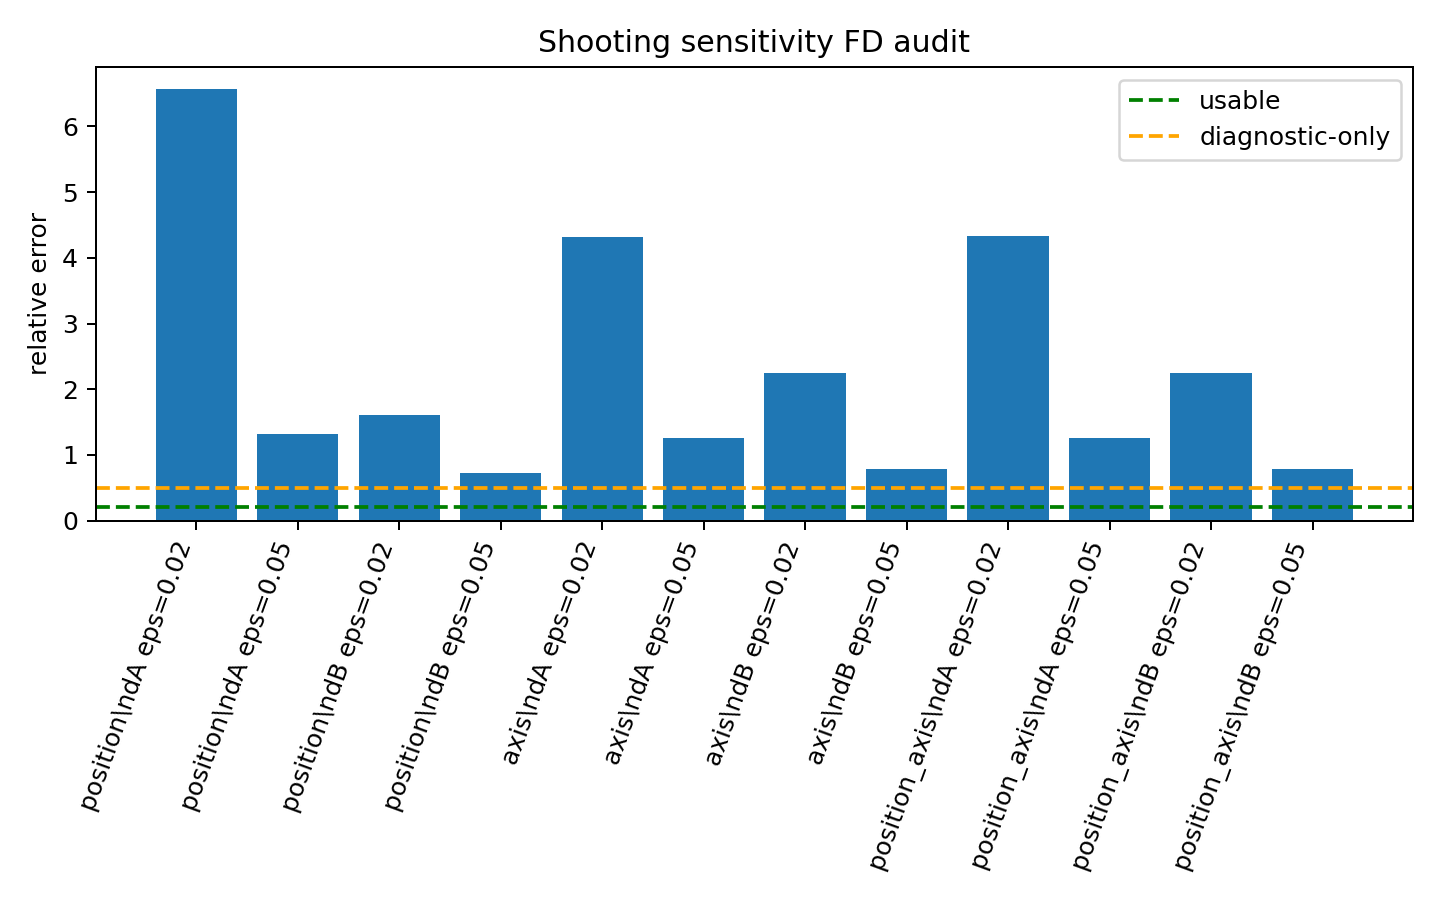 Shooting sensitivity FD audit
usable
diagnostic-only
relative error
6
5
4
3
2
1
0
position\ndA eps=0.02
position\ndA eps=0.05
position\ndB eps=0.02
position\ndB eps=0.05
axis\ndA eps=0.02
axis\ndA eps=0.05
axis\ndB eps=0.02
axis\ndB eps=0.05
position_axis\ndA eps=0.02
position_axis\ndA eps=0.05
position_axis\ndB eps=0.02
position_axis\ndB eps=0.05